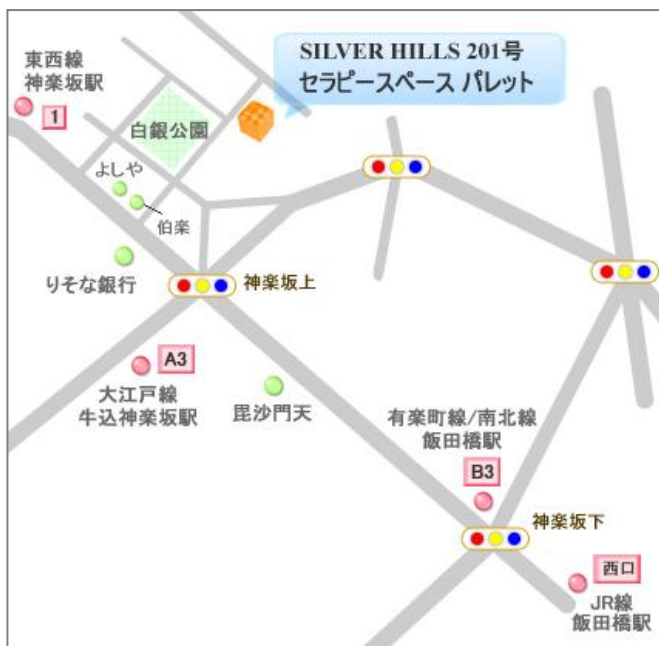 SILVER HILLS 201号
セラピースペース パレット
東西線
神楽坂駅
1
白銀公園
よしや
伯楽
りそな銀行
神楽坂上
A3
大江戸線
牛込神楽坂駅
毘沙門天
有楽町線/南北線
飯田橋駅
B3
神楽坂下
西口
JR線
飯田橋駅